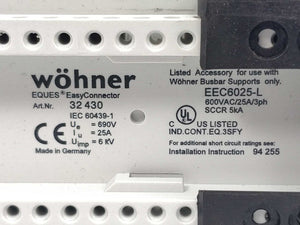 wöhner
EQUES® EasyConnector
Art.Nr. 32 430
IEC 60439-1
Ue = 690V
Iu = 25A
Uimp = 6 kV
CE
Made in Germany
Listed Accessory for use with
Wöhner Busbar Supports only.
EEC6025-L
600VAC/25A/3ph
SCCR 5kA
UL US LISTED
IND.CONT.EQ.3SFY
For additional short circuit ratings see:
Installation Instruction 94 255